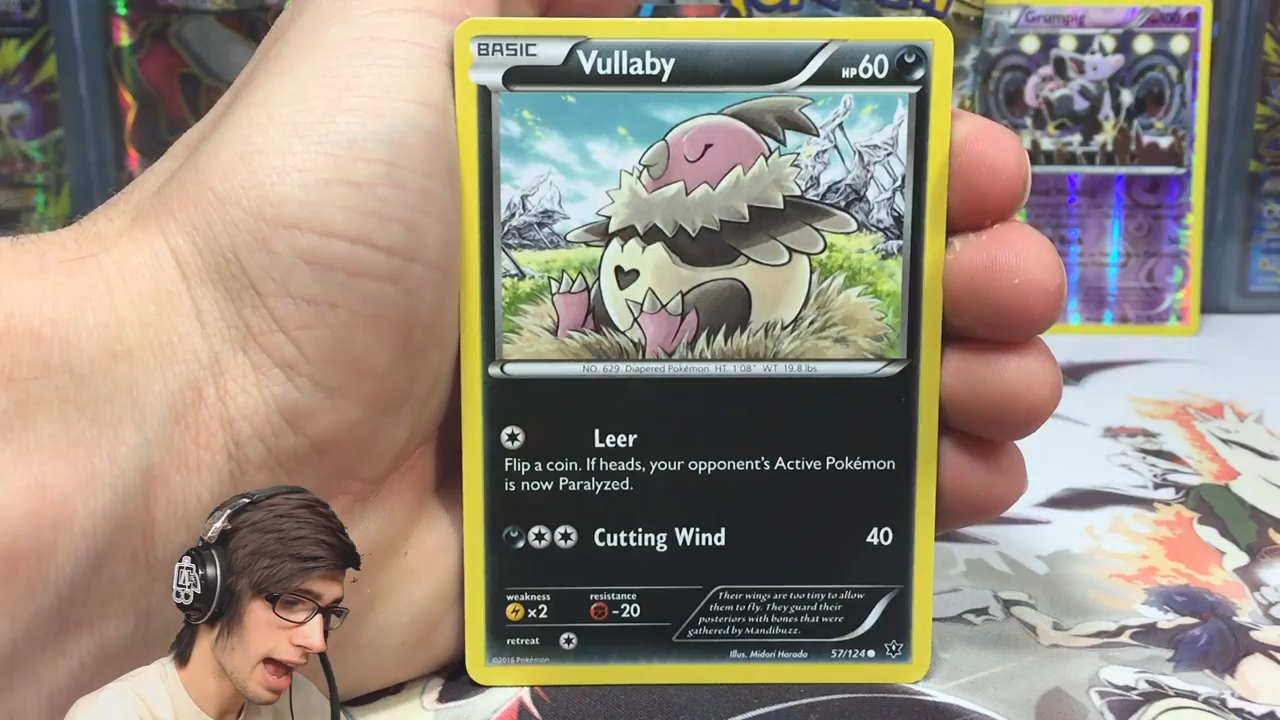 Grumpig
BASIC Vullaby HP60
NO. 629 Diapered Pokémon HT. 1'08" WT. 19.8 lbs.
Leer
Flip a coin. If heads, your opponent's Active Pokémon
is now Paralyzed.
Cutting Wind 40
weakness resistance
×2 -20
retreat
Their wings are too tiny to allow
them to fly. They guard their
posteriors with bones that were
gathered by Mandibuzz.
Illus. Midori Harada 57/124
©2016 Pokémon